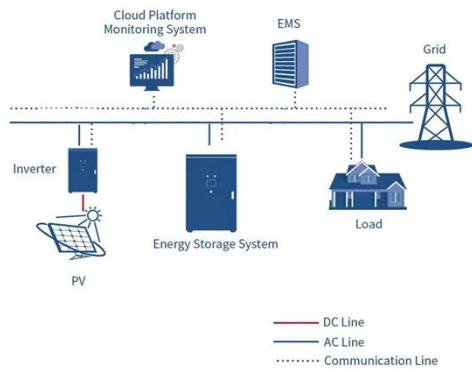 Cloud Platform
Monitoring System
EMS
Grid
Inverter
Energy Storage System
Load
PV
DC Line
AC Line
Communication Line